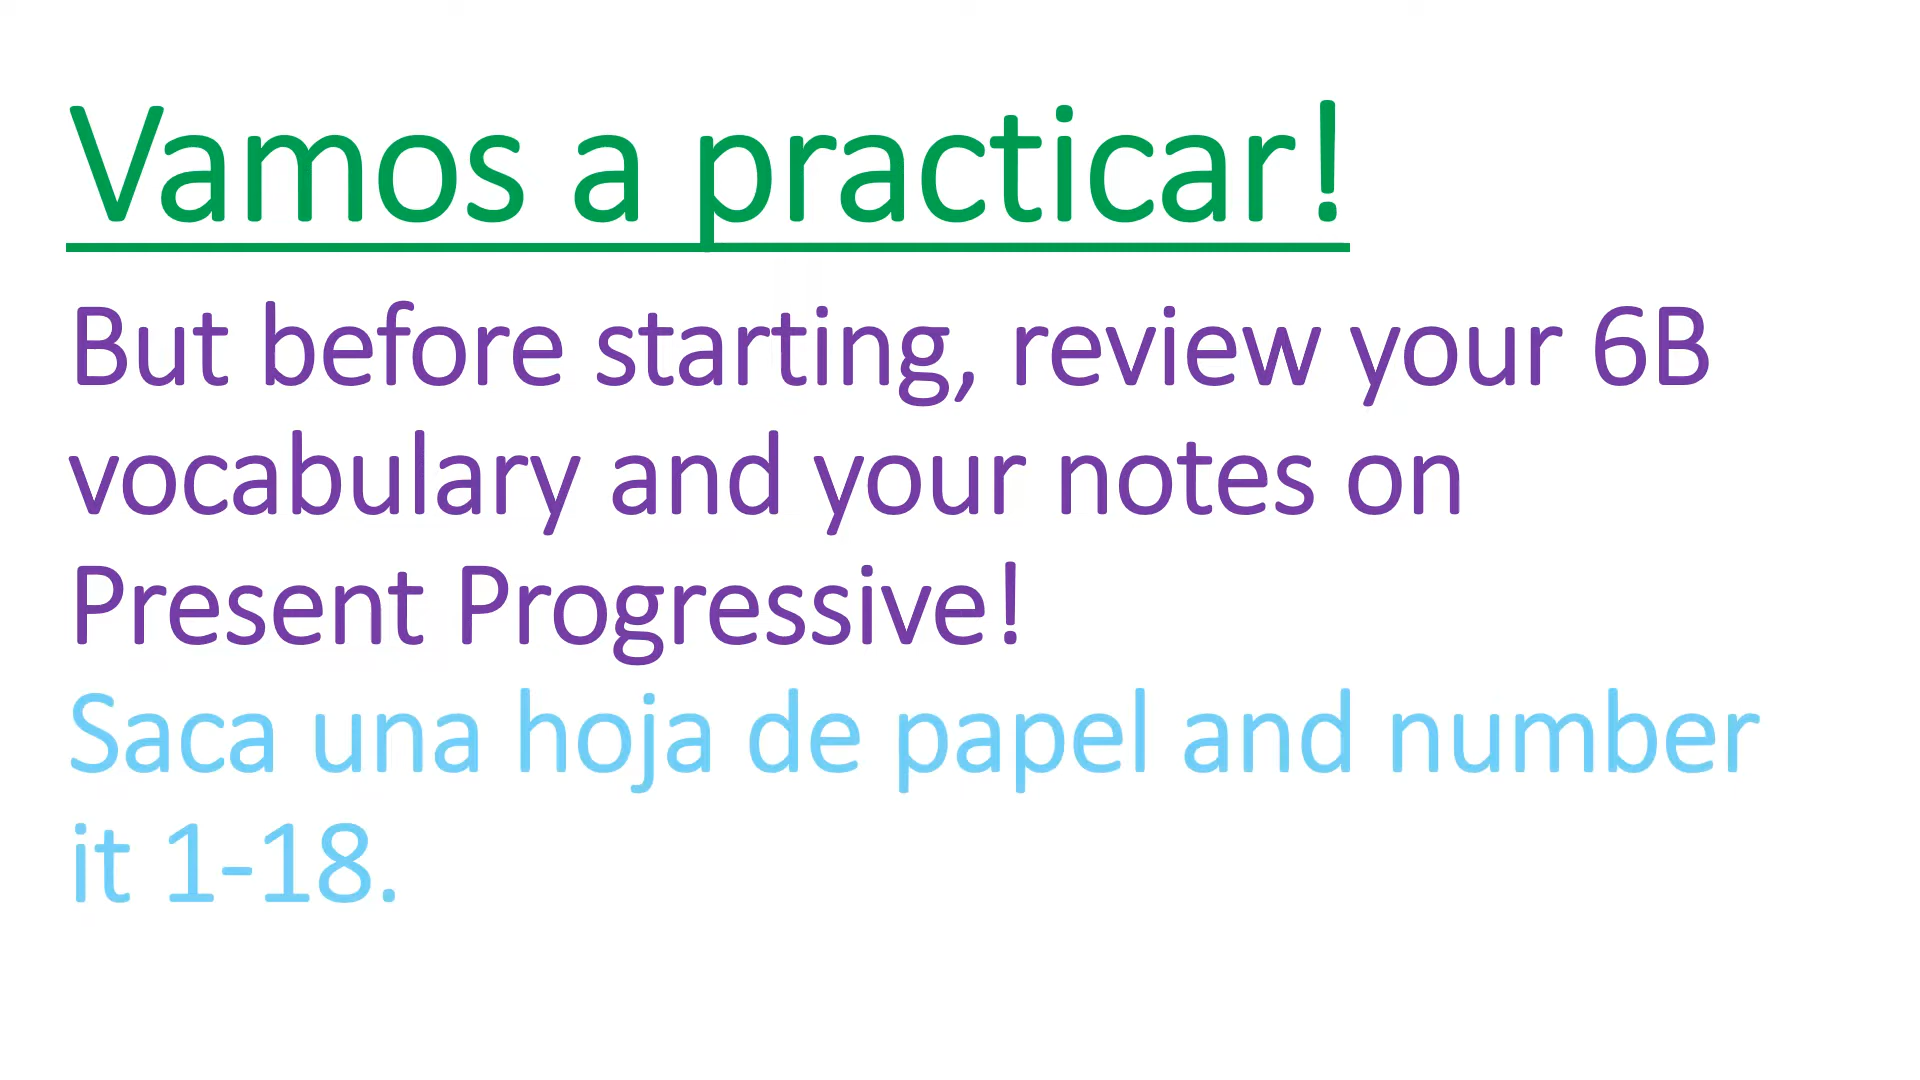 Vamos a practicar!
But before starting, review your 6B
vocabulary and your notes on
Present Progressive!
Saca una hoja de papel and number
it 1-18.